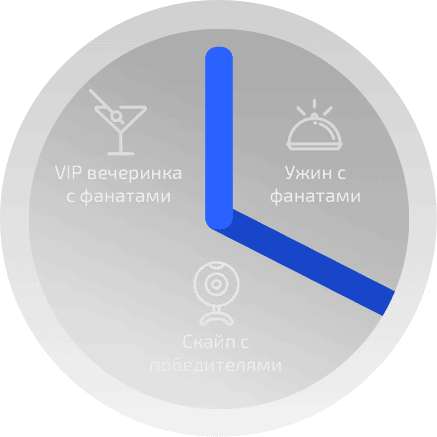 VIP вечеринка
с фанатами
Ужин с
фанатами
Скайп с
победителями